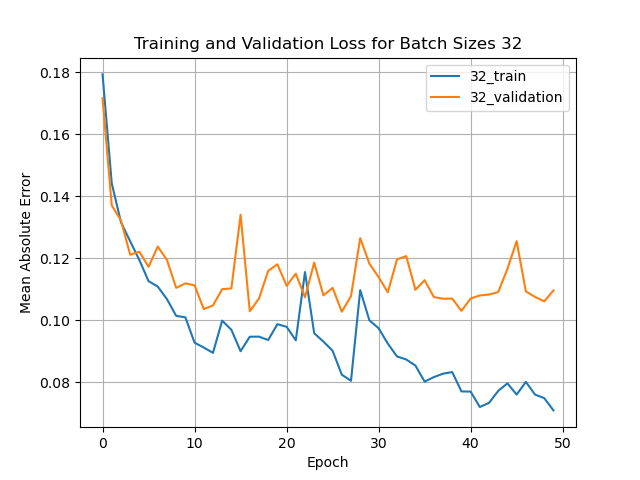 Training and Validation Loss for Batch Sizes 32
32_train
32_validation
Mean Absolute Error
0.18
0.16
0.14
0.12
0.10
0.08
0 10 20 30 40 50
Epoch